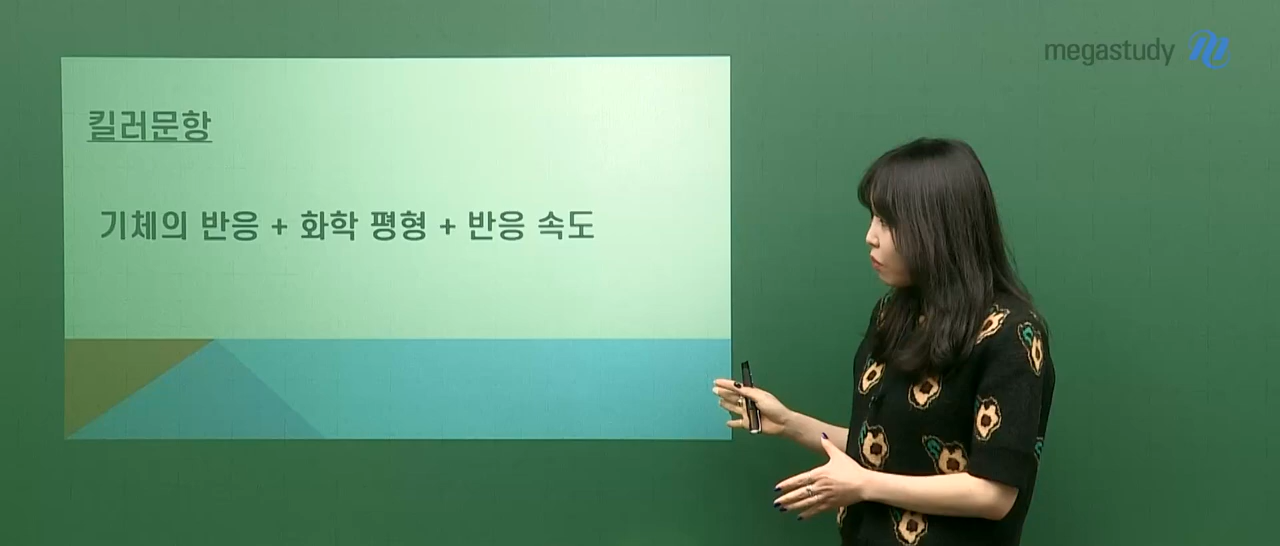 megastudy
킬러문항
기체의 반응 + 화학 평형 + 반응 속도